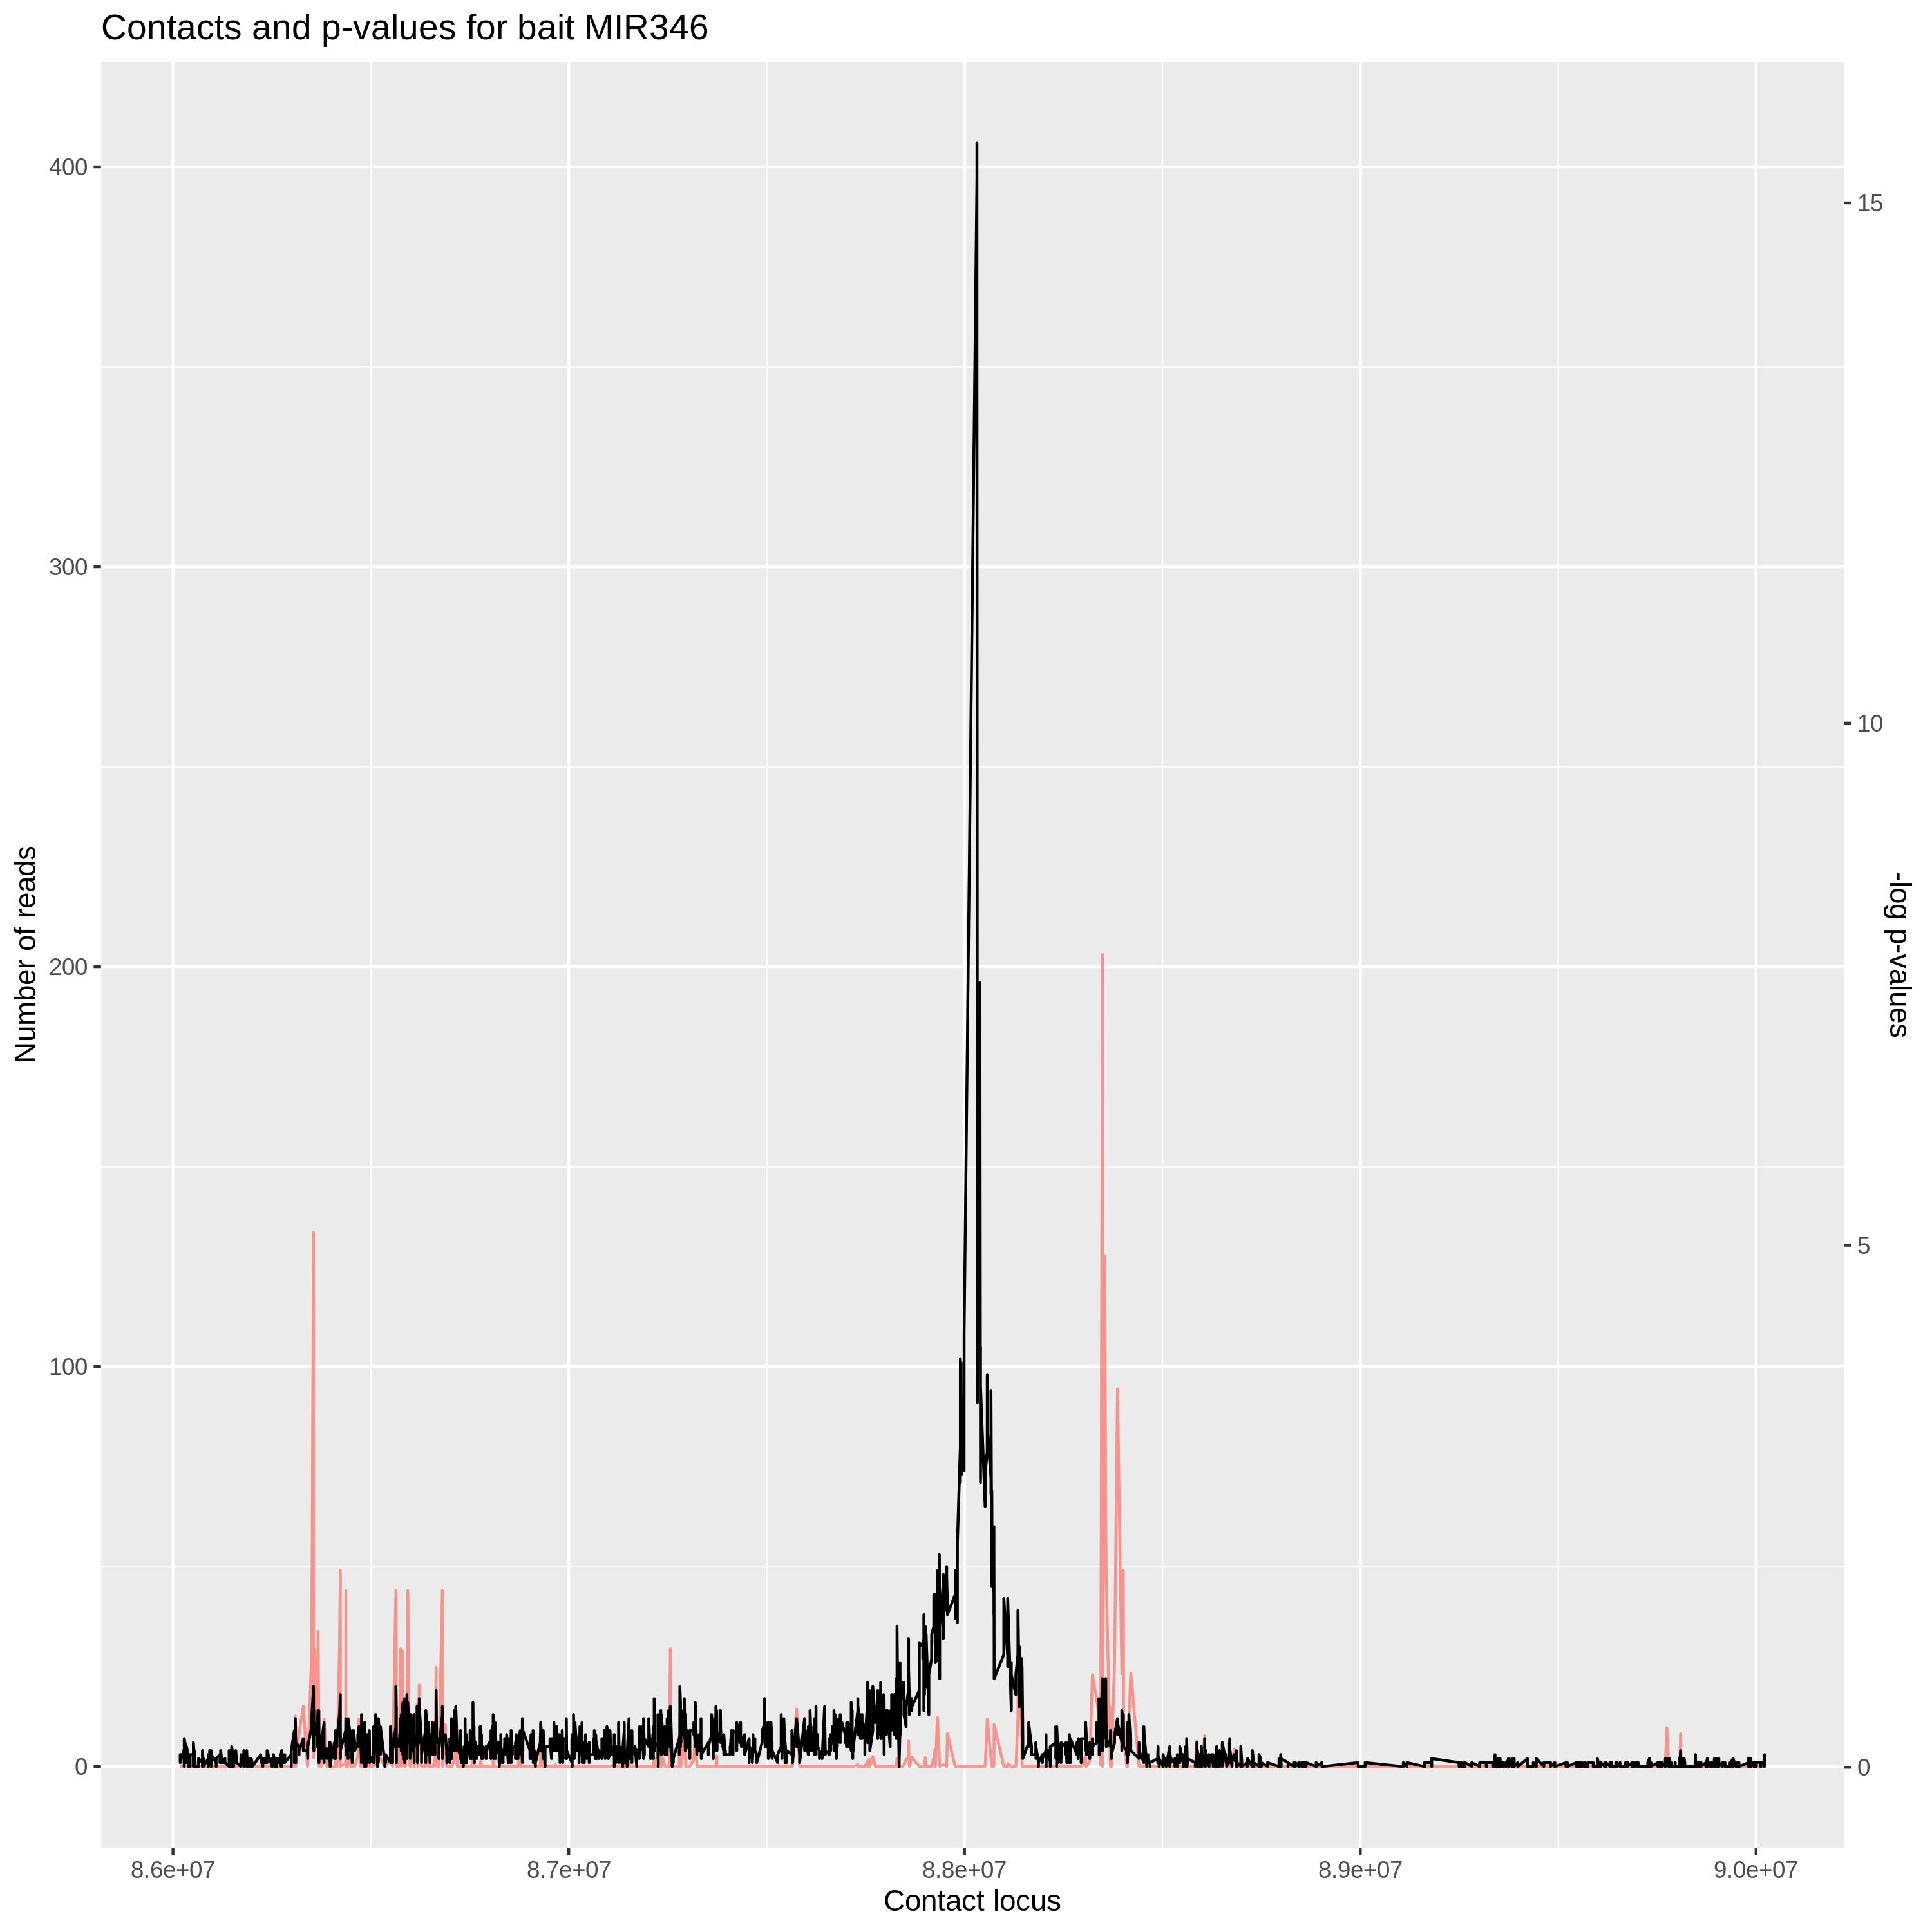 Contacts and p-values for bait MIR346
400
300
200
100
0
Number of reads
15
10
5
0
-log p-values
8.6e+07
8.7e+07
8.8e+07
8.9e+07
9.0e+07
Contact locus